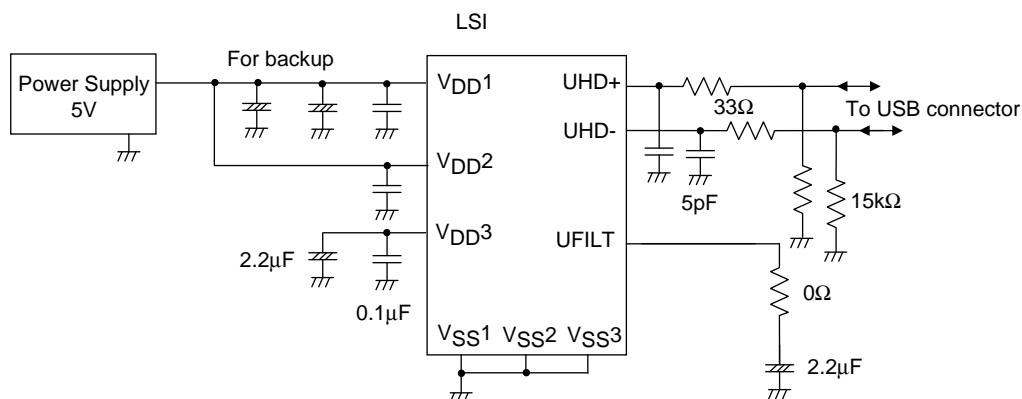 LSI
For backup
Power Supply
5V
VDD1
UHD+
33Ω
To USB connector
UHD-
VDD2
5pF
15kΩ
VDD3
UFILT
2.2μF
0Ω
0.1μF
VSS1
VSS2
VSS3
2.2μF